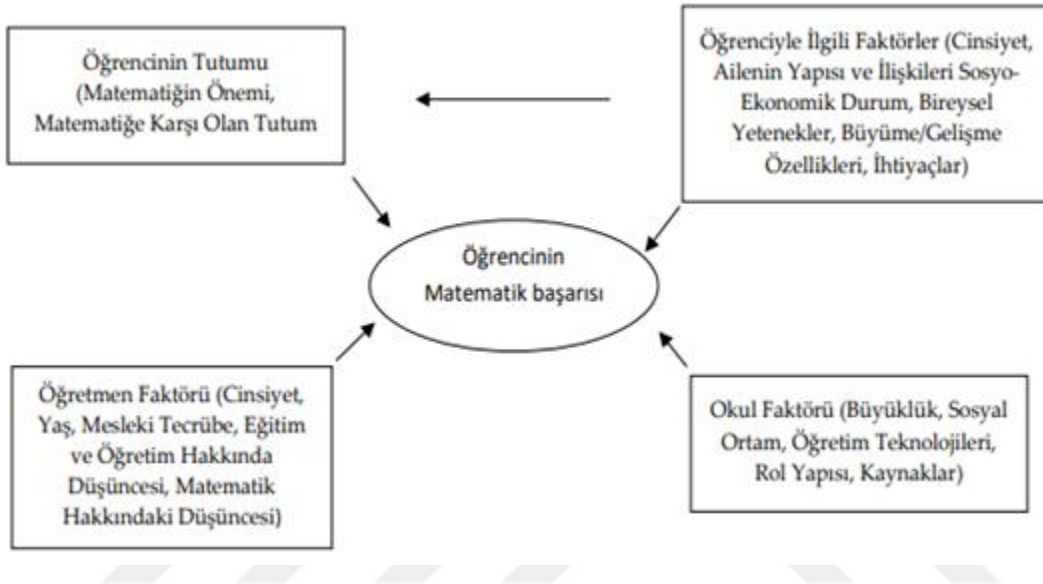 Öğrencinin Tutumu
(Matematiğin Önemi,
Matematiğe Karşı Olan Tutum
Öğrenciyle İlgili Faktörler (Cinsiyet,
Ailenin Yapısı ve İlişkileri Sosyo-
Ekonomik Durum, Bireysel
Yetenekler, Büyüme/Gelişme
Özellikleri, İhtiyaçlar)
Öğrencinin
Matematik başarısı
Öğretmen Faktörü (Cinsiyet,
Yaş, Mesleki Tecrübe, Eğitim
ve Öğretim Hakkında
Düşüncesi, Matematik
Hakkındaki Düşüncesi)
Okul Faktörü (Büyüklük, Sosyal
Ortam, Öğretim Teknolojileri,
Rol Yapısı, Kaynaklar)